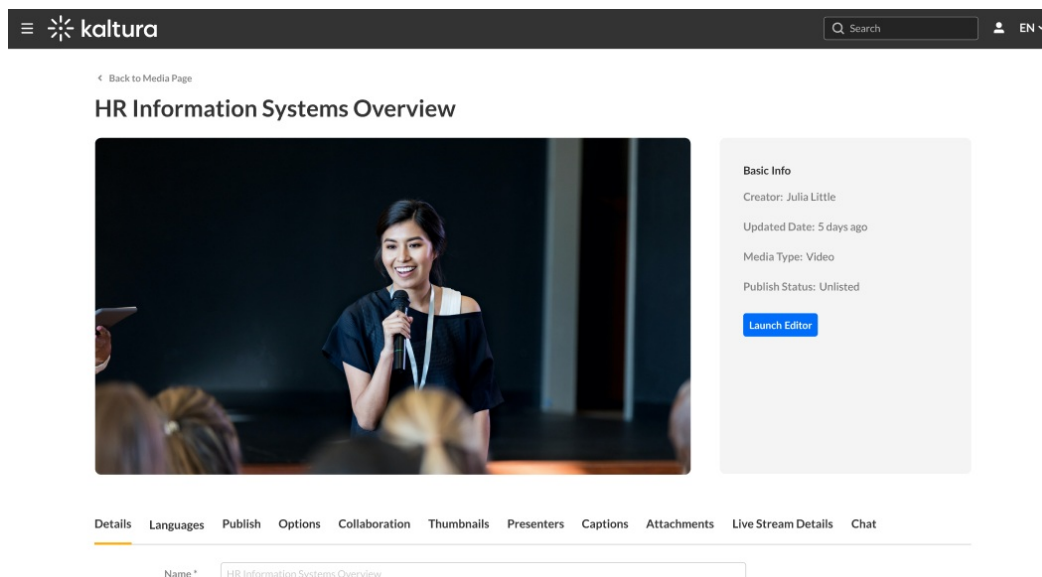 kaltura
Search
EN
Back to Media Page
HR Information Systems Overview
Basic Info
Creator: Julia Little
Updated Date: 5 days ago
Media Type: Video
Publish Status: Unlisted
Launch Editor
Details Languages Publish Options Collaboration Thumbnails Presenters Captions Attachments Live Stream Details Chat
Name * HR Information Systems Overview